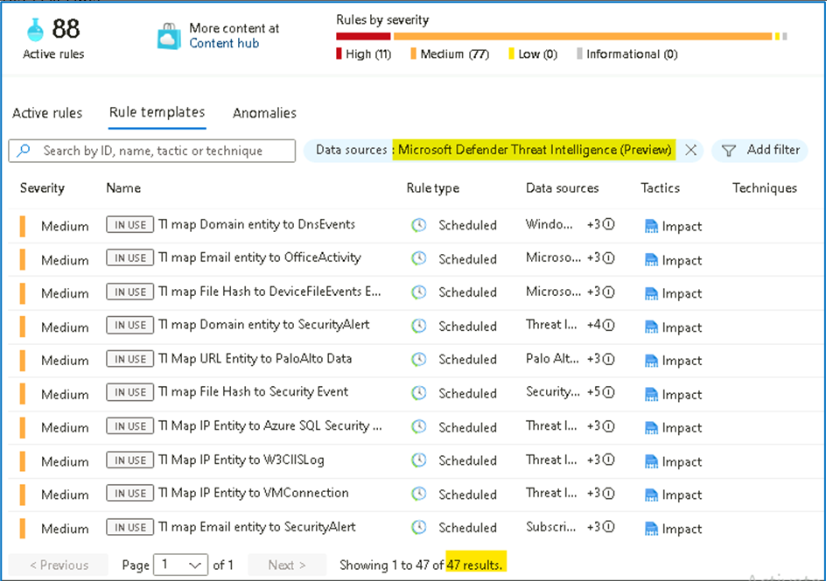 88
Active rules
More content at
Content hub
Rules by severity
High (11) Medium (77) Low (0) Informational (0)
Active rules Rule templates Anomalies
Search by ID, name, tactic or technique Data sources : Microsoft Defender Threat Intelligence (Preview) Add filter
Severity Name Rule type Data sources Tactics Techniques
Medium IN USE TI map Domain entity to DnsEvents Scheduled Windo... +3 Impact
Medium IN USE TI map Email entity to OfficeActivity Scheduled Microso... +3 Impact
Medium IN USE TI map File Hash to DeviceFileEvents E... Scheduled Microso... +3 Impact
Medium IN USE TI map Domain entity to SecurityAlert Scheduled Threat I... +4 Impact
Medium IN USE TI Map URL Entity to PaloAlto Data Scheduled Palo Alt... +3 Impact
Medium IN USE TI map File Hash to Security Event Scheduled Security... +5 Impact
Medium IN USE TI Map IP Entity to Azure SQL Security ... Scheduled Threat I... +3 Impact
Medium IN USE TI Map IP Entity to W3CIISLog Scheduled Threat I... +3 Impact
Medium IN USE TI Map IP Entity to VMConnection Scheduled Threat I... +3 Impact
Medium IN USE TI map Email entity to SecurityAlert Scheduled Subscri... +3 Impact
< Previous Page 1 of 1 Next > Showing 1 to 47 of 47 results.